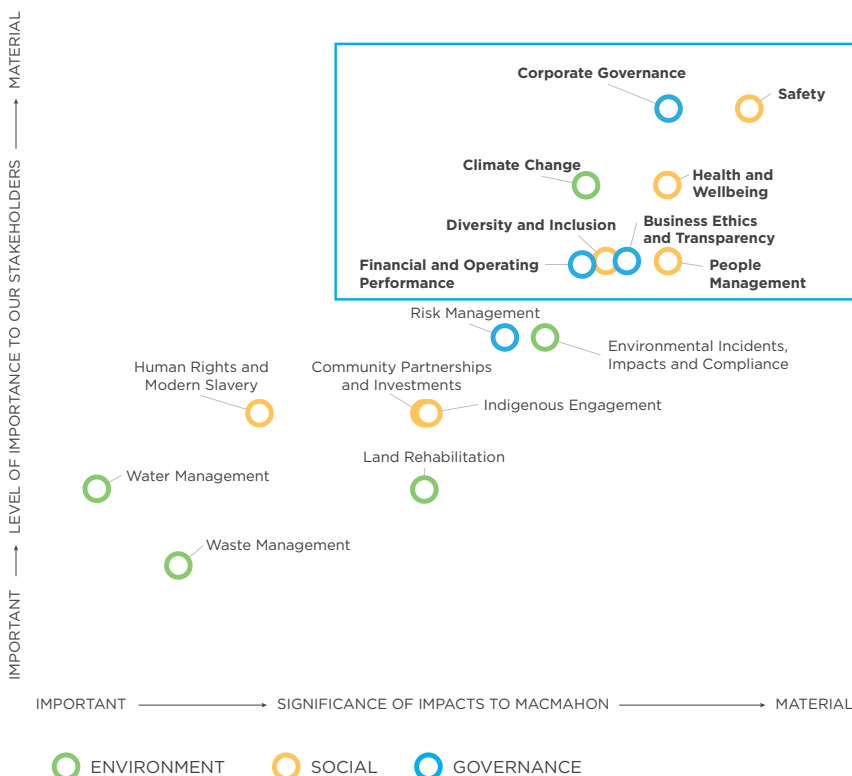 MATERIAL
LEVEL OF IMPORTANCE TO OUR STAKEHOLDERS
IMPORTANT
Corporate Governance
Safety
Climate Change
Health and
Wellbeing
Diversity and Inclusion
Business Ethics
and Transparency
Financial and Operating
Performance
People
Management
Risk Management
Environmental Incidents,
Impacts and Compliance
Human Rights and
Modern Slavery
Community Partnerships
and Investments
Indigenous Engagement
Land Rehabilitation
Water Management
Waste Management
IMPORTANT
SIGNIFICANCE OF IMPACTS TO MACMAHON
MATERIAL
ENVIRONMENT
SOCIAL
GOVERNANCE